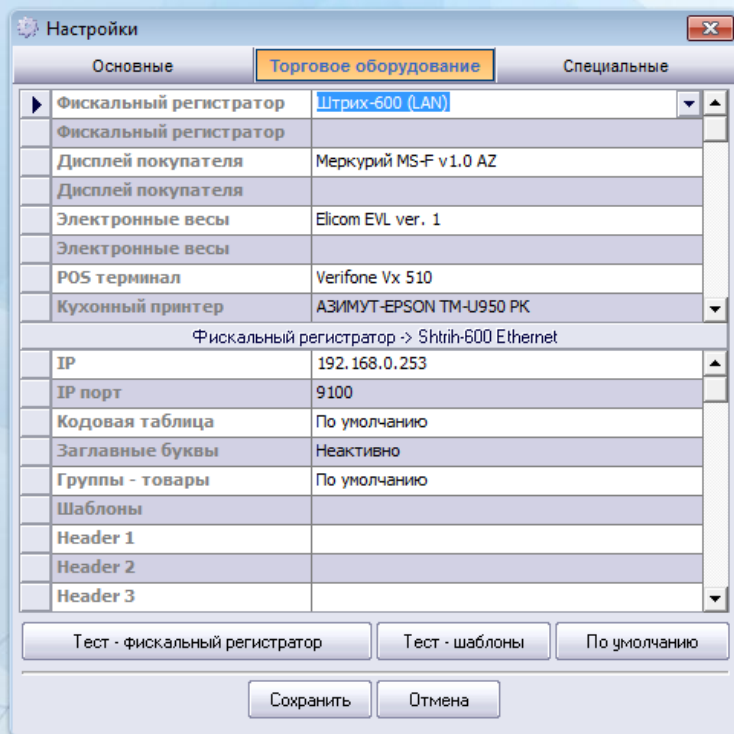 Настройки
Основные Торговое оборудование Специальные
Фискальный регистратор Штрих-600 (LAN)
Фискальный регистратор
Дисплей покупателя Меркурий MS-F v1.0 AZ
Дисплей покупателя
Электронные весы Elicom EVL ver. 1
Электронные весы
POS терминал Verifone Vx 510
Кухонный принтер АЗИМУТ-EPSON TM-U950 РК
Фискальный регистратор -> Shtrih-600 Ethernet
IP 192.168.0.253
IP порт 9100
Кодовая таблица По умолчанию
Заглавные буквы Неактивно
Группы - товары По умолчанию
Шаблоны
Header 1
Header 2
Header 3
Тест - фискальный регистратор Тест - шаблоны По умолчанию
Сохранить Отмена